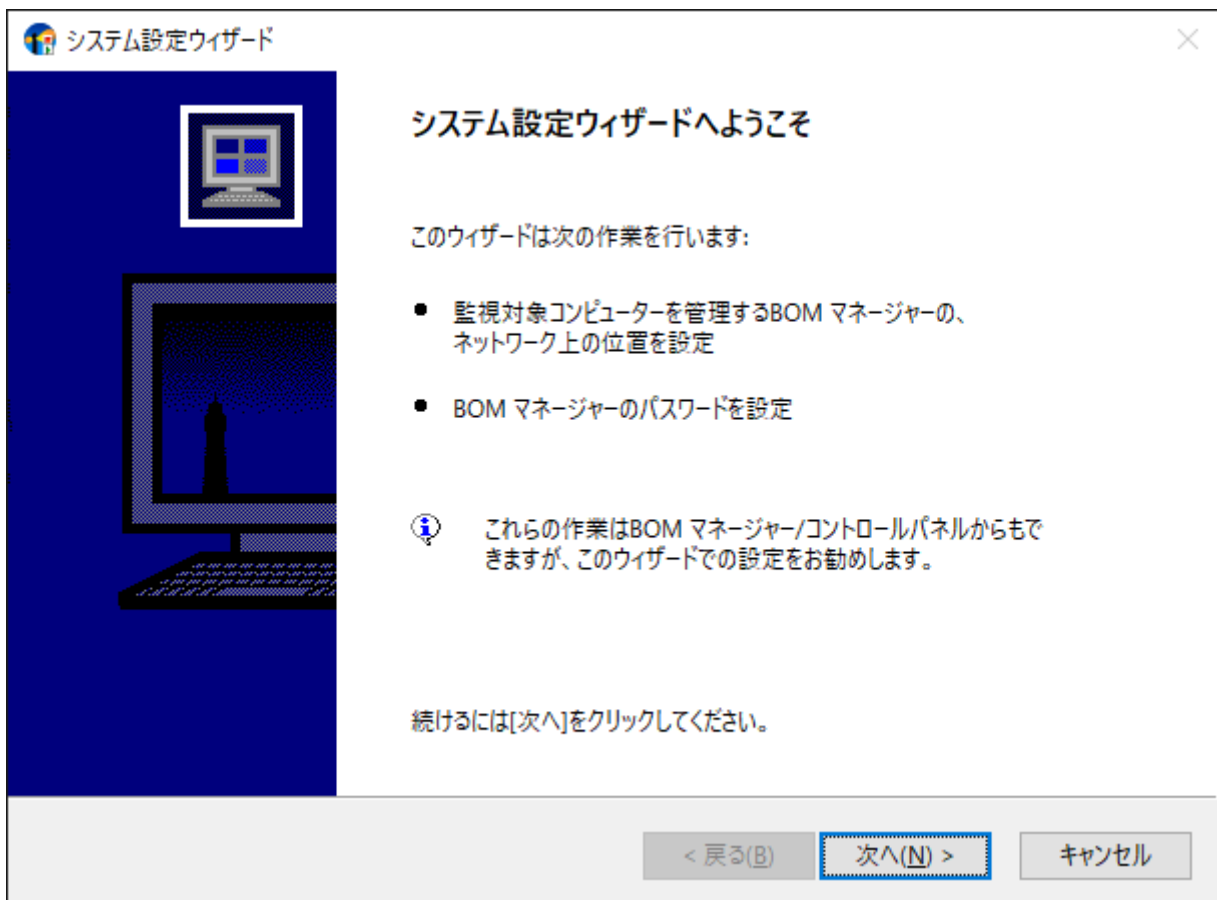 システム設定ウィザード
システム設定ウィザードへようこそ
このウィザードは次の作業を行います:
● 監視対象コンピューターを管理するBOM マネージャーの、
ネットワーク上の位置を設定
● BOM マネージャーのパスワードを設定
これらの作業はBOM マネージャー/コントロールパネルからもで
きますが、このウィザードでの設定をお勧めします。
続けるには[次へ]をクリックしてください。
< 戻る(B) 次へ(N) > キャンセル